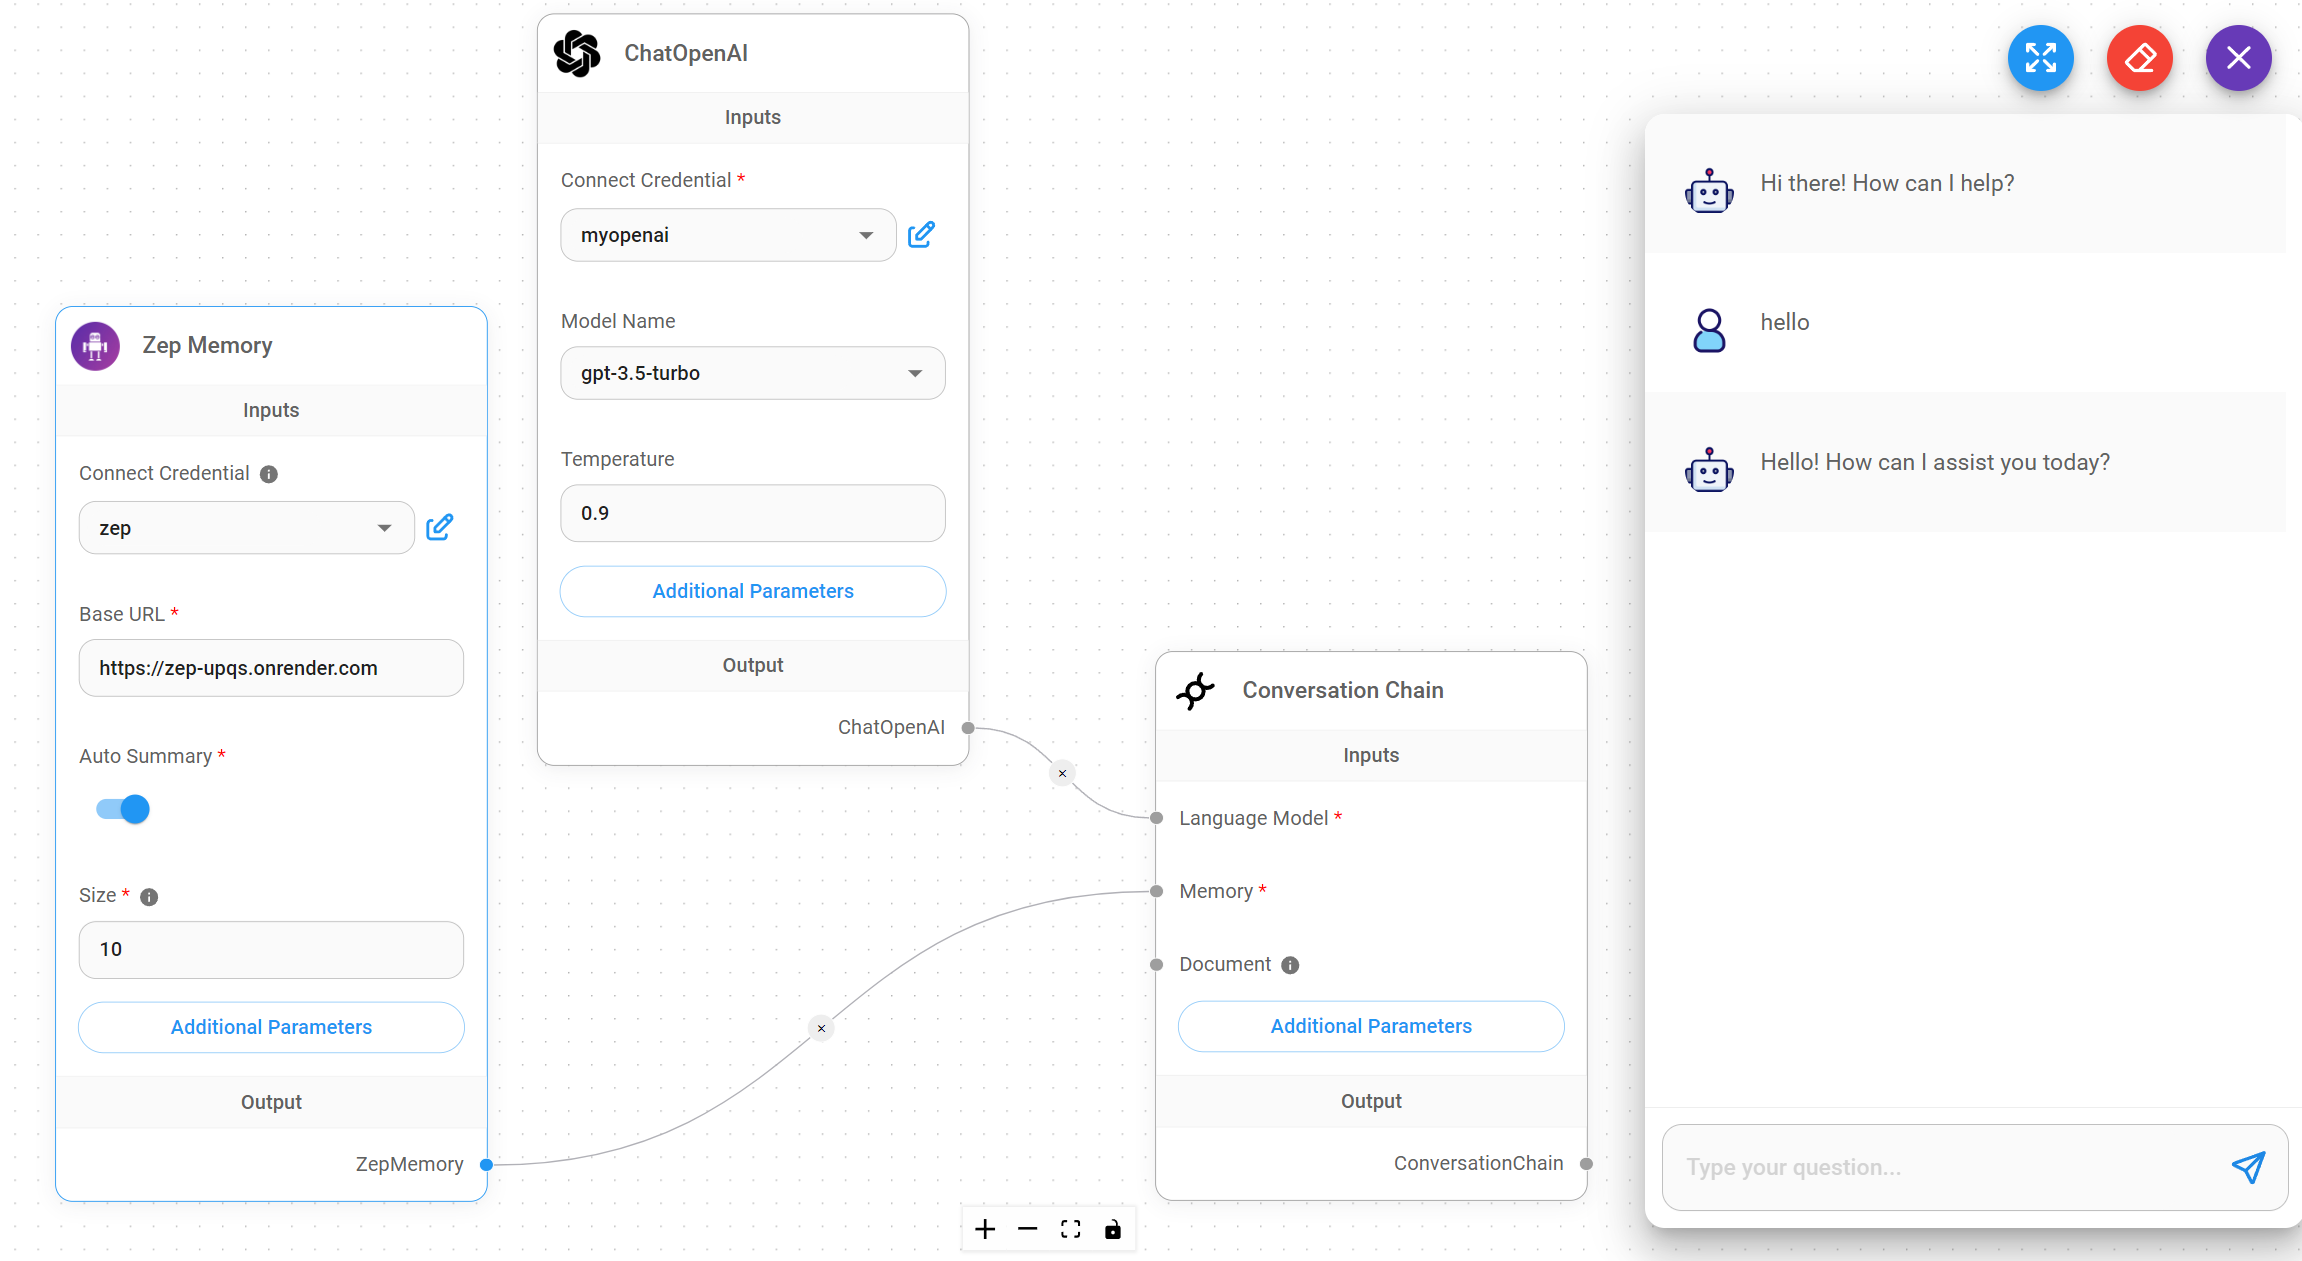 ChatOpenAI
Inputs
Connect Credential *
myopenai
Model Name
gpt-3.5-turbo
Temperature
0.9
Additional Parameters
Output
ChatOpenAI
Zep Memory
Inputs
Connect Credential
zep
Base URL *
https://zep-upqs.onrender.com
Auto Summary *
Size *
10
Additional Parameters
Output
ZepMemory
Conversation Chain
Inputs
Language Model *
Memory *
Document
Additional Parameters
Output
ConversationChain
Hi there! How can I help?
hello
Hello! How can I assist you today?
Type your question...